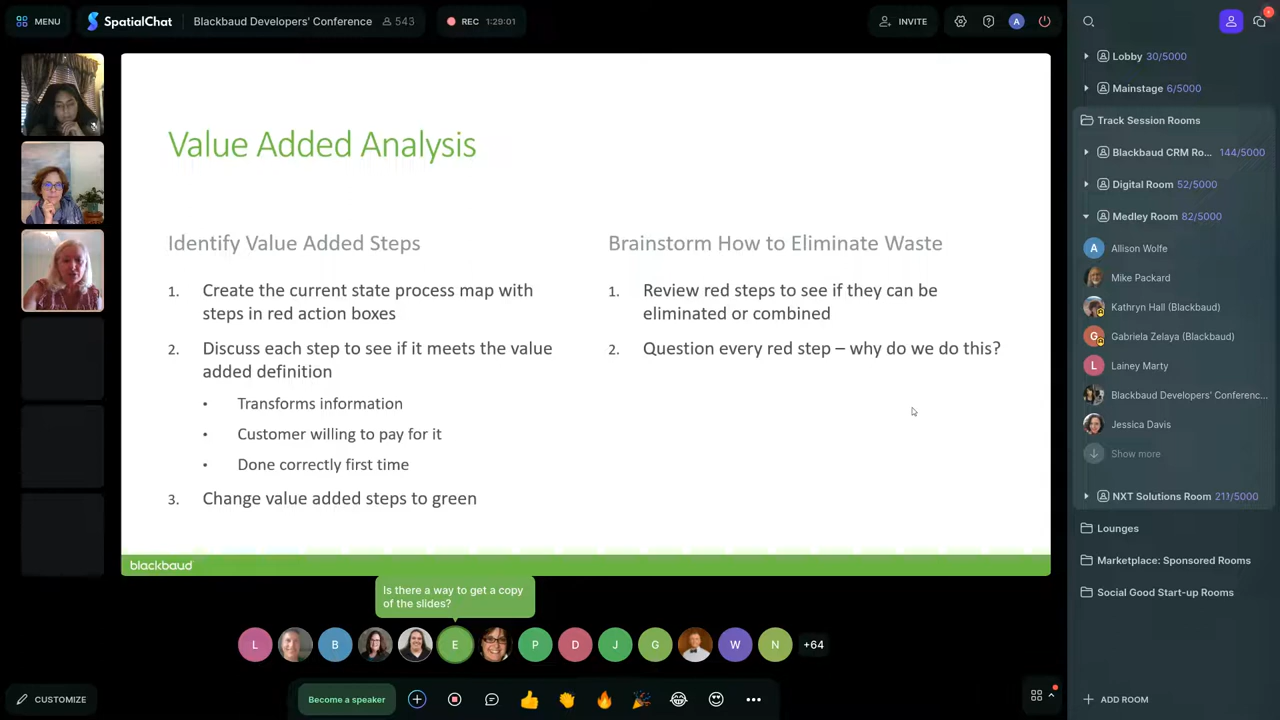 MENU
SpatialChat
Blackbaud Developers' Conference
543
REC 1:29:01
INVITE
A
Value Added Analysis
Identify Value Added Steps
1. Create the current state process map with
steps in red action boxes
2. Discuss each step to see if it meets the value
added definition
• Transforms information
• Customer willing to pay for it
• Done correctly first time
3. Change value added steps to green
Brainstorm How to Eliminate Waste
1. Review red steps to see if they can be
eliminated or combined
2. Question every red step – why do we do this?
blackbaud
Is there a way to get a copy
of the slides?
L B E P D J G W N +64
CUSTOMIZE
Become a speaker
Lobby 30/5000
Mainstage 6/5000
Track Session Rooms
Blackbaud CRM Ro... 144/5000
Digital Room 52/5000
Medley Room 82/5000
A Allison Wolfe
Mike Packard
Kathryn Hall (Blackbaud)
Gabriela Zelaya (Blackbaud)
L Lainey Marty
Blackbaud Developers' Conferenc...
Jessica Davis
Show more
NXT Solutions Room
Lounges
Marketplace: Sponsored Rooms
Social Good Start-up Rooms
ADD ROOM